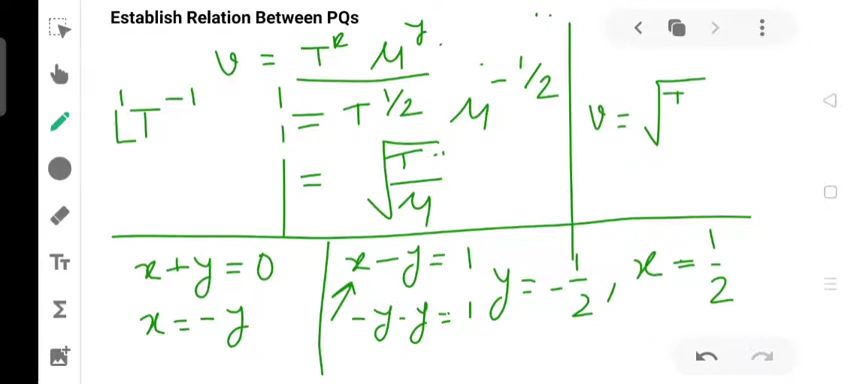 Establish Relation Between PQs
v = T^x μ^y
L^1 T^-1
= T^1/2 μ^-1/2
= √(T/μ)
v = √T
x + y = 0
x = - y
x - y = 1
- y - y = 1
y = - 1/2 , x = 1/2